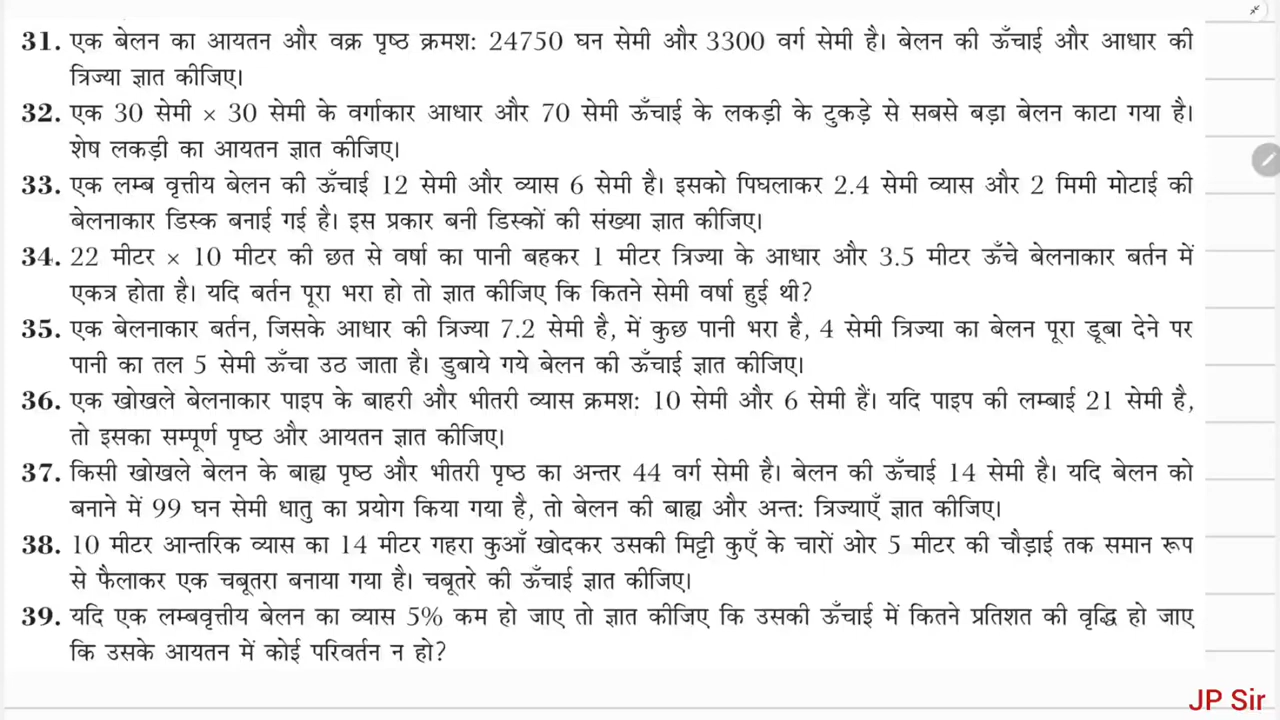 31. एक बेलन का आयतन और वक्र पृष्ठ क्रमश: 24750 घन सेमी और 3300 वर्ग सेमी है। बेलन की ऊँचाई और आधार की
त्रिज्या ज्ञात कीजिए।
32. एक 30 सेमी × 30 सेमी के वर्गाकार आधार और 70 सेमी ऊँचाई के लकड़ी के टुकड़े से सबसे बड़ा बेलन काटा गया है।
शेष लकड़ी का आयतन ज्ञात कीजिए।
33. एक लम्ब वृत्तीय बेलन की ऊँचाई 12 सेमी और व्यास 6 सेमी है। इसको पिघलाकर 2.4 सेमी व्यास और 2 मिमी मोटाई की
बेलनाकार डिस्क बनाई गई है। इस प्रकार बनी डिस्कों की संख्या ज्ञात कीजिए।
34. 22 मीटर × 10 मीटर की छत से वर्षा का पानी बहकर 1 मीटर त्रिज्या के आधार और 3.5 मीटर ऊँचे बेलनाकार बर्तन में
एकत्र होता है। यदि बर्तन पूरा भरा हो तो ज्ञात कीजिए कि कितने सेमी वर्षा हुई थी?
35. एक बेलनाकार बर्तन, जिसके आधार की त्रिज्या 7.2 सेमी है, में कुछ पानी भरा है, 4 सेमी त्रिज्या का बेलन पूरा डूबा देने पर
पानी का तल 5 सेमी ऊँचा उठ जाता है। डुबाये गये बेलन की ऊँचाई ज्ञात कीजिए।
36. एक खोखले बेलनाकार पाइप के बाहरी और भीतरी व्यास क्रमश: 10 सेमी और 6 सेमी हैं। यदि पाइप की लम्बाई 21 सेमी है,
तो इसका सम्पूर्ण पृष्ठ और आयतन ज्ञात कीजिए।
37. किसी खोखले बेलन के बाह्य पृष्ठ और भीतरी पृष्ठ का अन्तर 44 वर्ग सेमी है। बेलन की ऊँचाई 14 सेमी है। यदि बेलन को
बनाने में 99 घन सेमी धातु का प्रयोग किया गया है, तो बेलन की बाह्य और अन्त: त्रिज्याएँ ज्ञात कीजिए।
38. 10 मीटर आन्तरिक व्यास का 14 मीटर गहरा कुआँ खोदकर उसकी मिट्टी कुएँ के चारों ओर 5 मीटर की चौड़ाई तक समान रूप
से फैलाकर एक चबूतरा बनाया गया है। चबूतरे की ऊँचाई ज्ञात कीजिए।
39. यदि एक लम्बवृत्तीय बेलन का व्यास 5% कम हो जाए तो ज्ञात कीजिए कि उसकी ऊँचाई में कितने प्रतिशत की वृद्धि हो जाए
कि उसके आयतन में कोई परिवर्तन न हो?
JP Sir